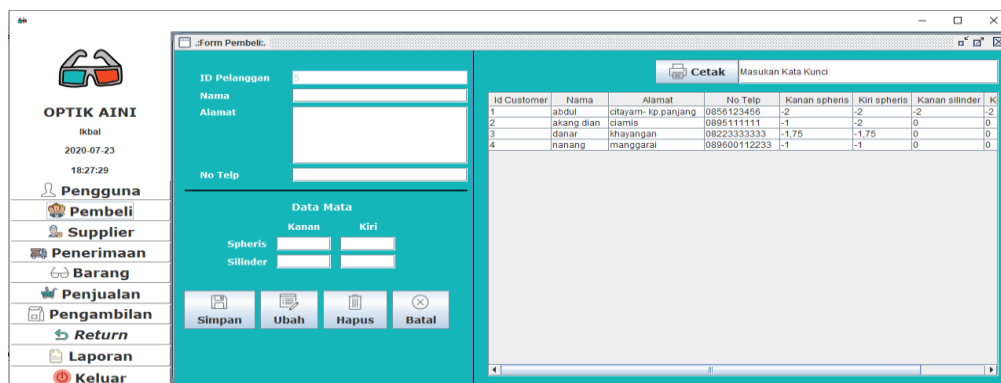 .:Form Pembeli:.
OPTIK AINI
Ikbal
2020-07-23
18:27:29
Pengguna
Pembeli
Supplier
Penerimaan
Barang
Penjualan
Pengambilan
Return
Laporan
Keluar
ID Pelanggan 5
Nama
Alamat
No Telp
Data Mata
Kanan Kiri
Spheris
Silinder
Simpan Ubah Hapus Batal
Cetak Masukan Kata Kunci
Id Customer Nama Alamat No Telp Kanan spheris Kiri spheris Kanan silinder K
1 abdul citayam- kp.panjang 0856123456 -2 -2 -2 -2
2 akang dian ciamis 0895111111 -1 -2 0 0
3 danar khayangan 08223333333 -1,75 -1,75 0 0
4 nanang manggarai 089600112233 -1 -1 0 0